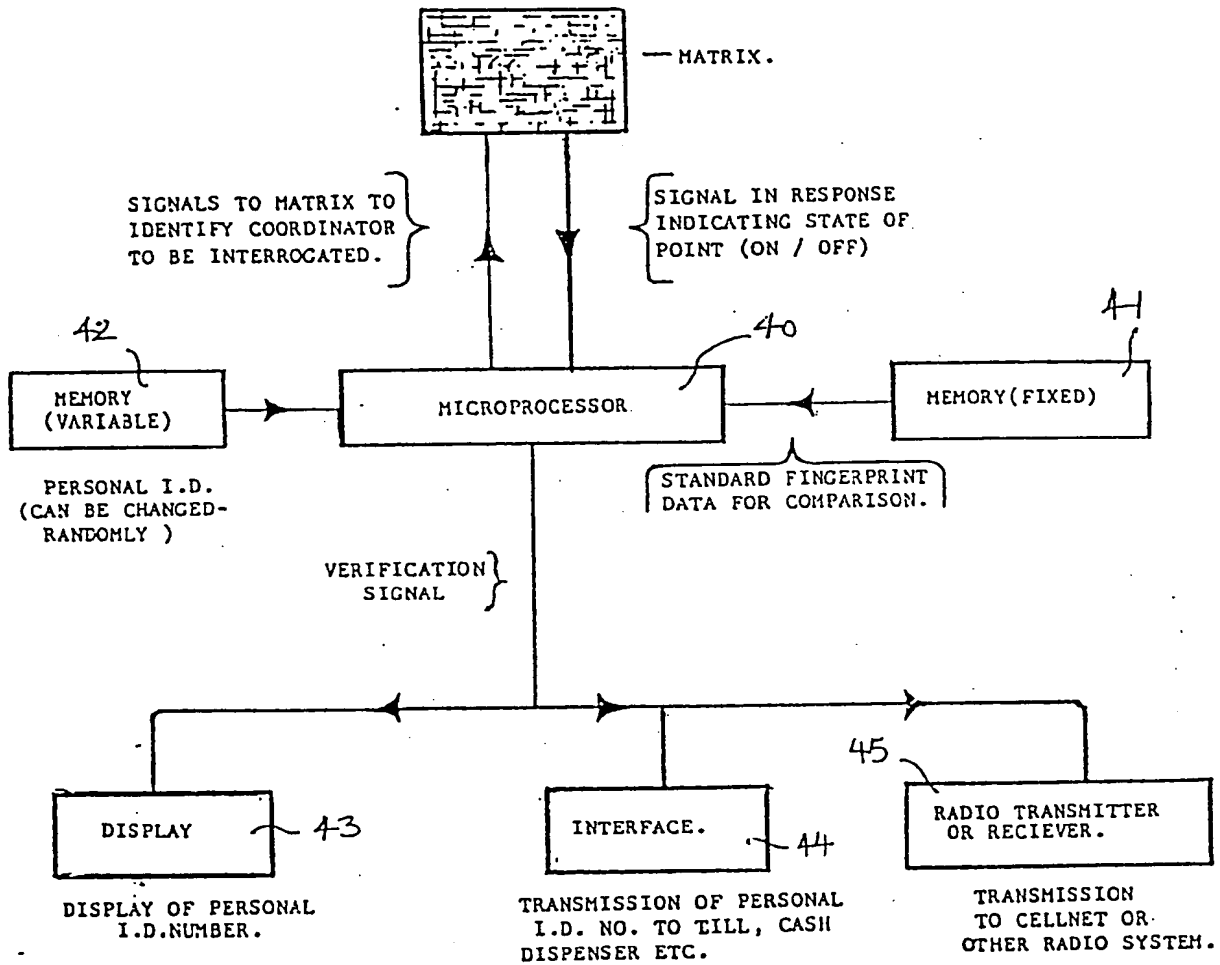 MATRIX.
SIGNALS TO MATRIX TO
IDENTIFY COORDINATOR
TO BE INTERROGATED.
SIGNAL IN RESPONSE
INDICATING STATE OF
POINT (ON / OFF)
42
40
41
MEMORY
(VARIABLE)
MICROPROCESSOR
MEMORY(FIXED)
PERSONAL I.D.
(CAN BE CHANGED-
RANDOMLY )
STANDARD FINGERPRINT
DATA FOR COMPARISON.
VERIFICATION
SIGNAL
DISPLAY
43
INTERFACE.
44
45
RADIO TRANSMITTER
OR RECIEVER.
DISPLAY OF PERSONAL
I.D.NUMBER.
TRANSMISSION OF PERSONAL
I.D. NO. TO TILL, CASH
DISPENSER ETC.
TRANSMISSION
TO CELLNET OR
OTHER RADIO SYSTEM.